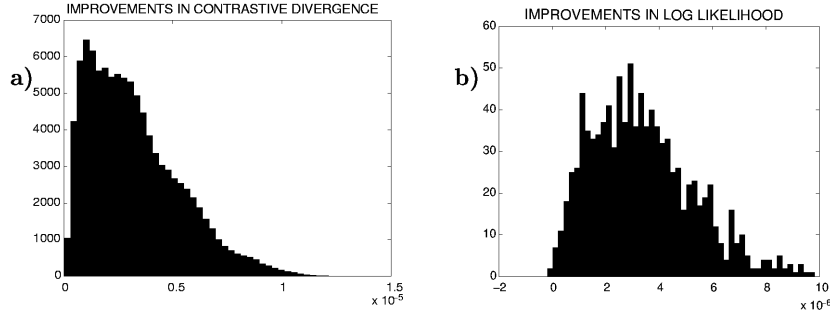 IMPROVEMENTS IN CONTRASTIVE DIVERGENCE
a)
7000
6000
5000
4000
3000
2000
1000
0
0 0.5 1 1.5
x 10⁻⁵
IMPROVEMENTS IN LOG LIKELIHOOD
b)
60
50
40
30
20
10
0
−2 0 2 4 6 8 10
x 10⁻⁶